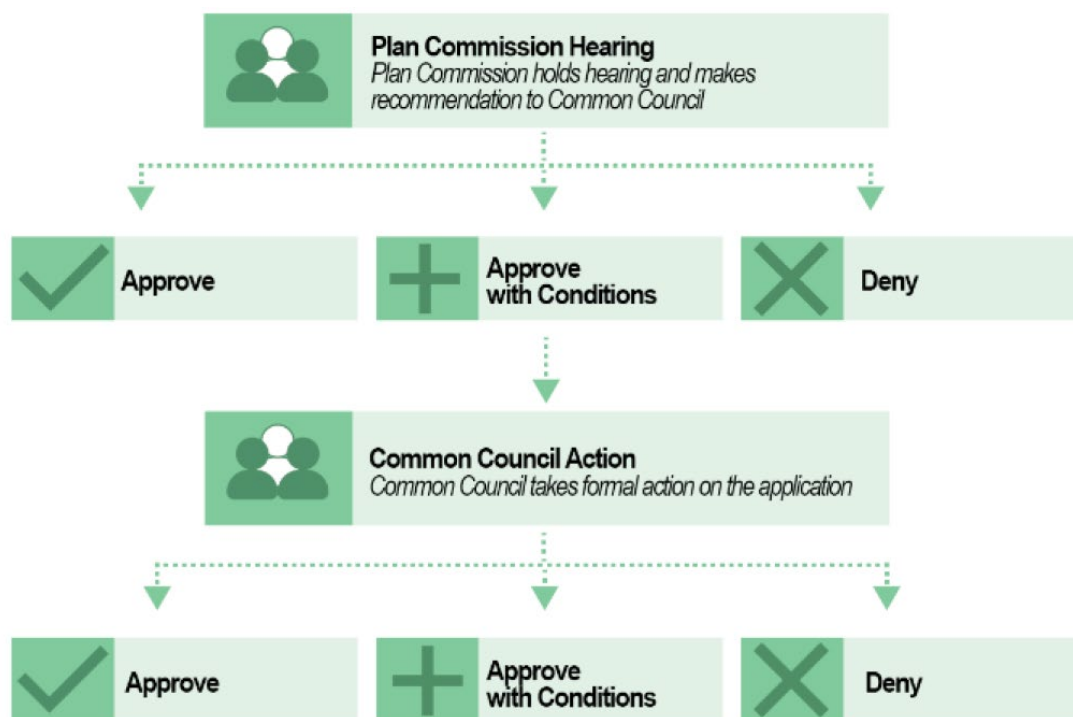 Plan Commission Hearing
Plan Commission holds hearing and makes
recommendation to Common Council
Approve
Approve
with Conditions
Deny
Common Council Action
Common Council takes formal action on the application
Approve
Approve
with Conditions
Deny